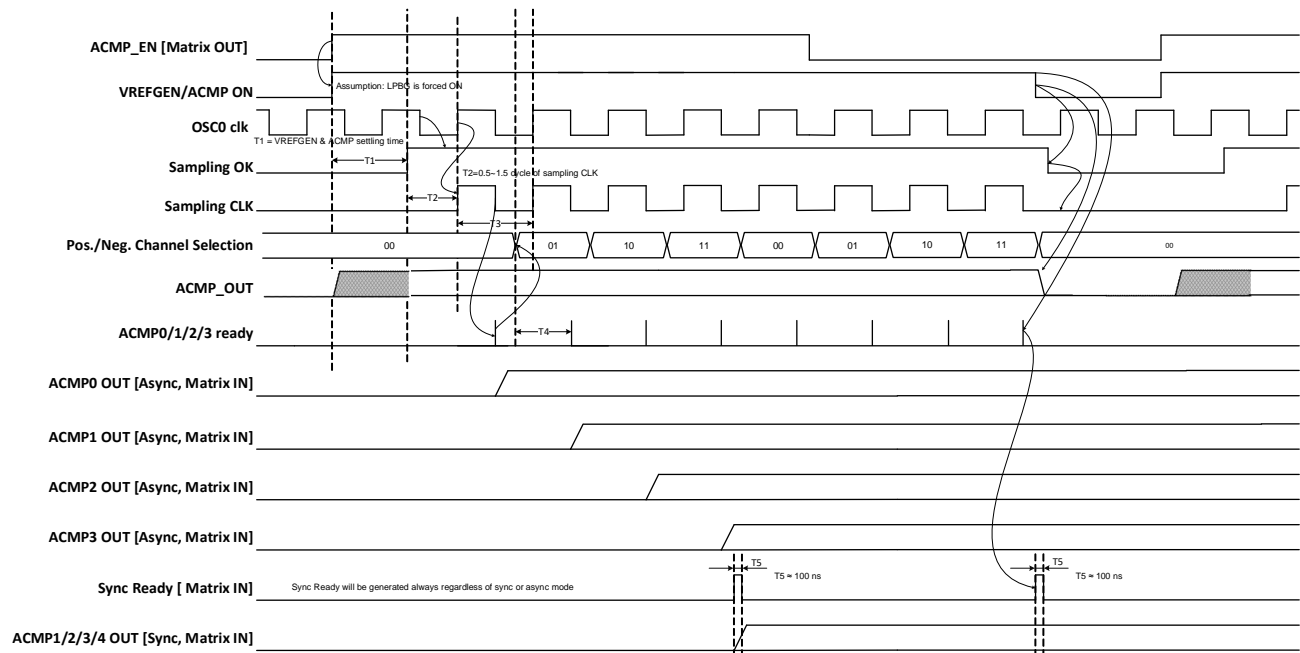 ACMP_EN [Matrix OUT]
VREFGEN/ACMP ON
Assumption: LPBG is forced ON
OSC0 clk
T1 = VREFGEN & ACMP settling time
Sampling OK
T1
T2=0.5~1.5 cycle of sampling CLK
Sampling CLK
T2
T3
Pos./Neg. Channel Selection
00 01 10 11 00 01 10 11 00
ACMP_OUT
ACMP0/1/2/3 ready
T4
ACMP0 OUT [Async, Matrix IN]
ACMP1 OUT [Async, Matrix IN]
ACMP2 OUT [Async, Matrix IN]
ACMP3 OUT [Async, Matrix IN]
T5 T5
Sync Ready [ Matrix IN]
Sync Ready will be generated always regardless of sync or async mode
T5 ≈ 100 ns T5 ≈ 100 ns
ACMP1/2/3/4 OUT [Sync, Matrix IN]